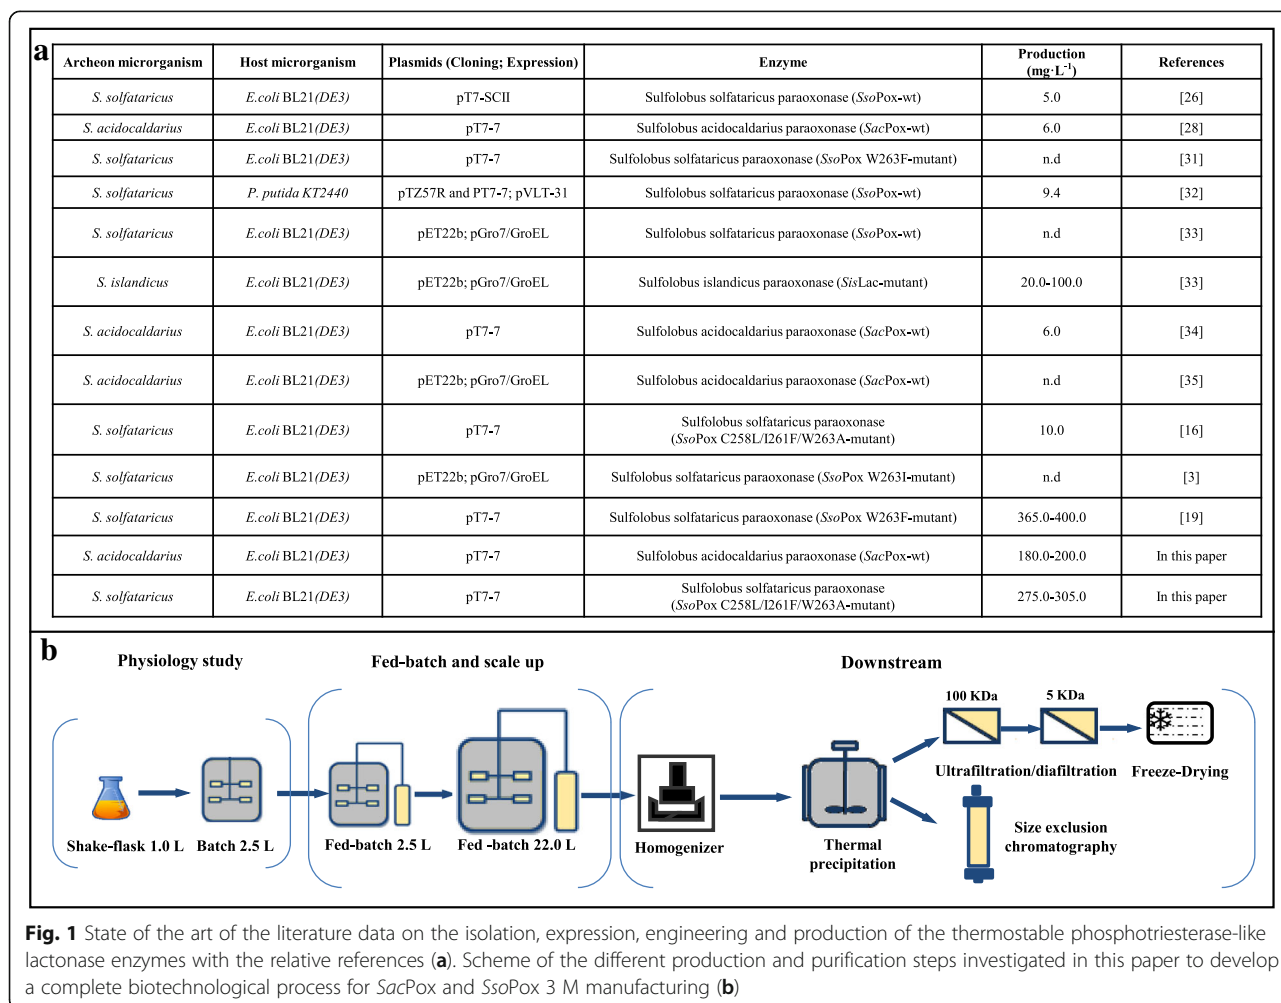 a
Archeon microrganism Host microrganism Plasmids (Cloning; Expression) Enzyme Production (mg·L-1) References
S. solfataricus E.coli BL21(DE3) pT7-SCII Sulfolobus solfataricus paraoxonase (SsoPox-wt) 5.0 [26]
S. acidocaldarius E.coli BL21(DE3) pT7-7 Sulfolobus acidocaldarius paraoxonase (SacPox-wt) 6.0 [28]
S. solfataricus E.coli BL21(DE3) pT7-7 Sulfolobus solfataricus paraoxonase (SsoPox W263F-mutant) n.d [31]
S. solfataricus P. putida KT2440 pTZ57R and PT7-7; pVLT-31 Sulfolobus solfataricus paraoxonase (SsoPox-wt) 9.4 [32]
S. solfataricus E.coli BL21(DE3) pET22b; pGro7/GroEL Sulfolobus solfataricus paraoxonase (SsoPox-wt) n.d [33]
S. islandicus E.coli BL21(DE3) pET22b; pGro7/GroEL Sulfolobus islandicus paraoxonase (SisLac-mutant) 20.0-100.0 [33]
S. acidocaldarius E.coli BL21(DE3) pT7-7 Sulfolobus acidocaldarius paraoxonase (SacPox-wt) 6.0 [34]
S. acidocaldarius E.coli BL21(DE3) pET22b; pGro7/GroEL Sulfolobus acidocaldarius paraoxonase (SacPox-wt) n.d [35]
S. solfataricus E.coli BL21(DE3) pT7-7 Sulfolobus solfataricus paraoxonase (SsoPox C258L/I261F/W263A-mutant) 10.0 [16]
S. solfataricus E.coli BL21(DE3) pET22b; pGro7/GroEL Sulfolobus solfataricus paraoxonase (SsoPox W263I-mutant) n.d [3]
S. solfataricus E.coli BL21(DE3) pT7-7 Sulfolobus solfataricus paraoxonase (SsoPox W263F-mutant) 365.0-400.0 [19]
S. acidocaldarius E.coli BL21(DE3) pT7-7 Sulfolobus acidocaldarius paraoxonase (SacPox-wt) 180.0-200.0 In this paper
S. solfataricus E.coli BL21(DE3) pT7-7 Sulfolobus solfataricus paraoxonase (SsoPox C258L/I261F/W263A-mutant) 275.0-305.0 In this paper
b
Physiology study Fed-batch and scale up Downstream
Shake-flask 1.0 L Batch 2.5 L
Fed-batch 2.5 L Fed -batch 22.0 L
Homogenizer
Thermal
precipitation
100 KDa 5 KDa
Ultrafiltration/diafiltration Freeze-Drying
Size exclusion
chromatography
Fig. 1 State of the art of the literature data on the isolation, expression, engineering and production of the thermostable phosphotriesterase-like
lactonase enzymes with the relative references (a). Scheme of the different production and purification steps investigated in this paper to develop
a complete biotechnological process for SacPox and SsoPox 3 M manufacturing (b)